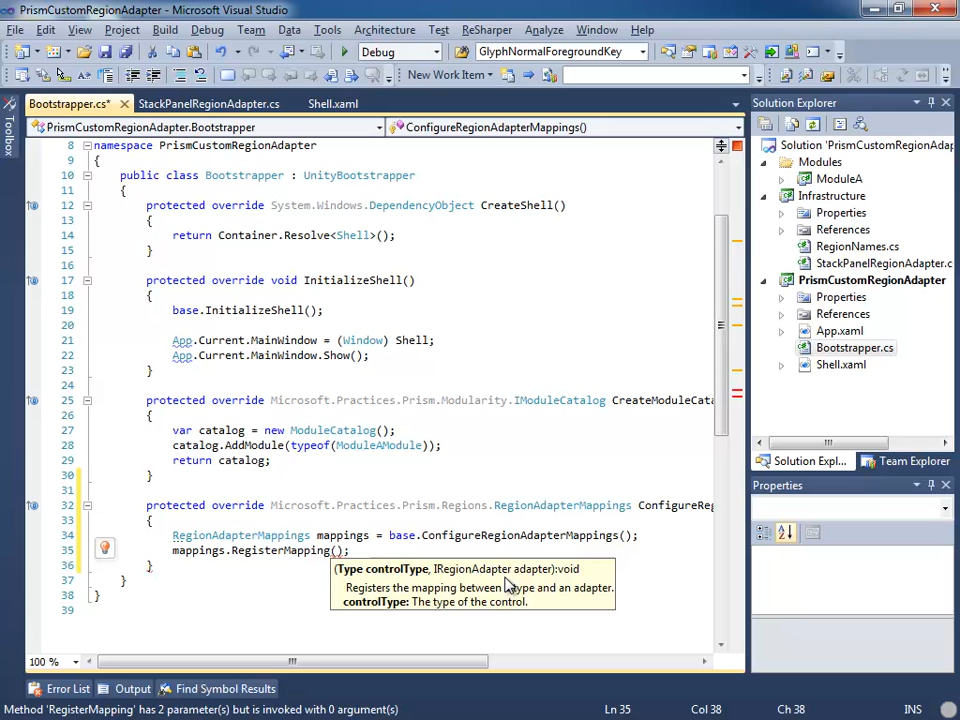 PrismCustomRegionAdapter - Microsoft Visual Studio
File Edit View Project Build Debug Team Data Tools Architecture Test ReSharper Analyze Window Help
Debug GlyphNormalForegroundKey
New Work Item
Bootstrapper.cs* StackPanelRegionAdapter.cs Shell.xaml
PrismCustomRegionAdapter.Bootstrapper ConfigureRegionAdapterMappings()
8 namespace PrismCustomRegionAdapter
9 {
10 public class Bootstrapper : UnityBootstrapper
11 {
12 protected override System.Windows.DependencyObject CreateShell()
13 {
14 return Container.Resolve<Shell>();
15 }
16
17 protected override void InitializeShell()
18 {
19 base.InitializeShell();
20
21 App.Current.MainWindow = (Window) Shell;
22 App.Current.MainWindow.Show();
23 }
24
25 protected override Microsoft.Practices.Prism.Modularity.IModuleCatalog CreateModuleCata
26 {
27 var catalog = new ModuleCatalog();
28 catalog.AddModule(typeof(ModuleAModule));
29 return catalog;
30 }
31
32 protected override Microsoft.Practices.Prism.Regions.RegionAdapterMappings ConfigureReg
33 {
34 RegionAdapterMappings mappings = base.ConfigureRegionAdapterMappings();
35 mappings.RegisterMapping();
36 }
37 }
38 }
39
(Type controlType, IRegionAdapter adapter):void
Registers the mapping between a type and an adapter.
controlType: The type of the control.
100 %
Toolbox
Solution Explorer
Solution 'PrismCustomRegionAdap
Modules
ModuleA
Infrastructure
Properties
References
RegionNames.cs
StackPanelRegionAdapter.c
PrismCustomRegionAdapter
Properties
References
App.xaml
Bootstrapper.cs
Shell.xaml
Solution Expl... Team Explorer
Properties
Error List Output Find Symbol Results
Method 'RegisterMapping' has 2 parameter(s) but is invoked with 0 argument(s) Ln 35 Col 38 Ch 38 INS